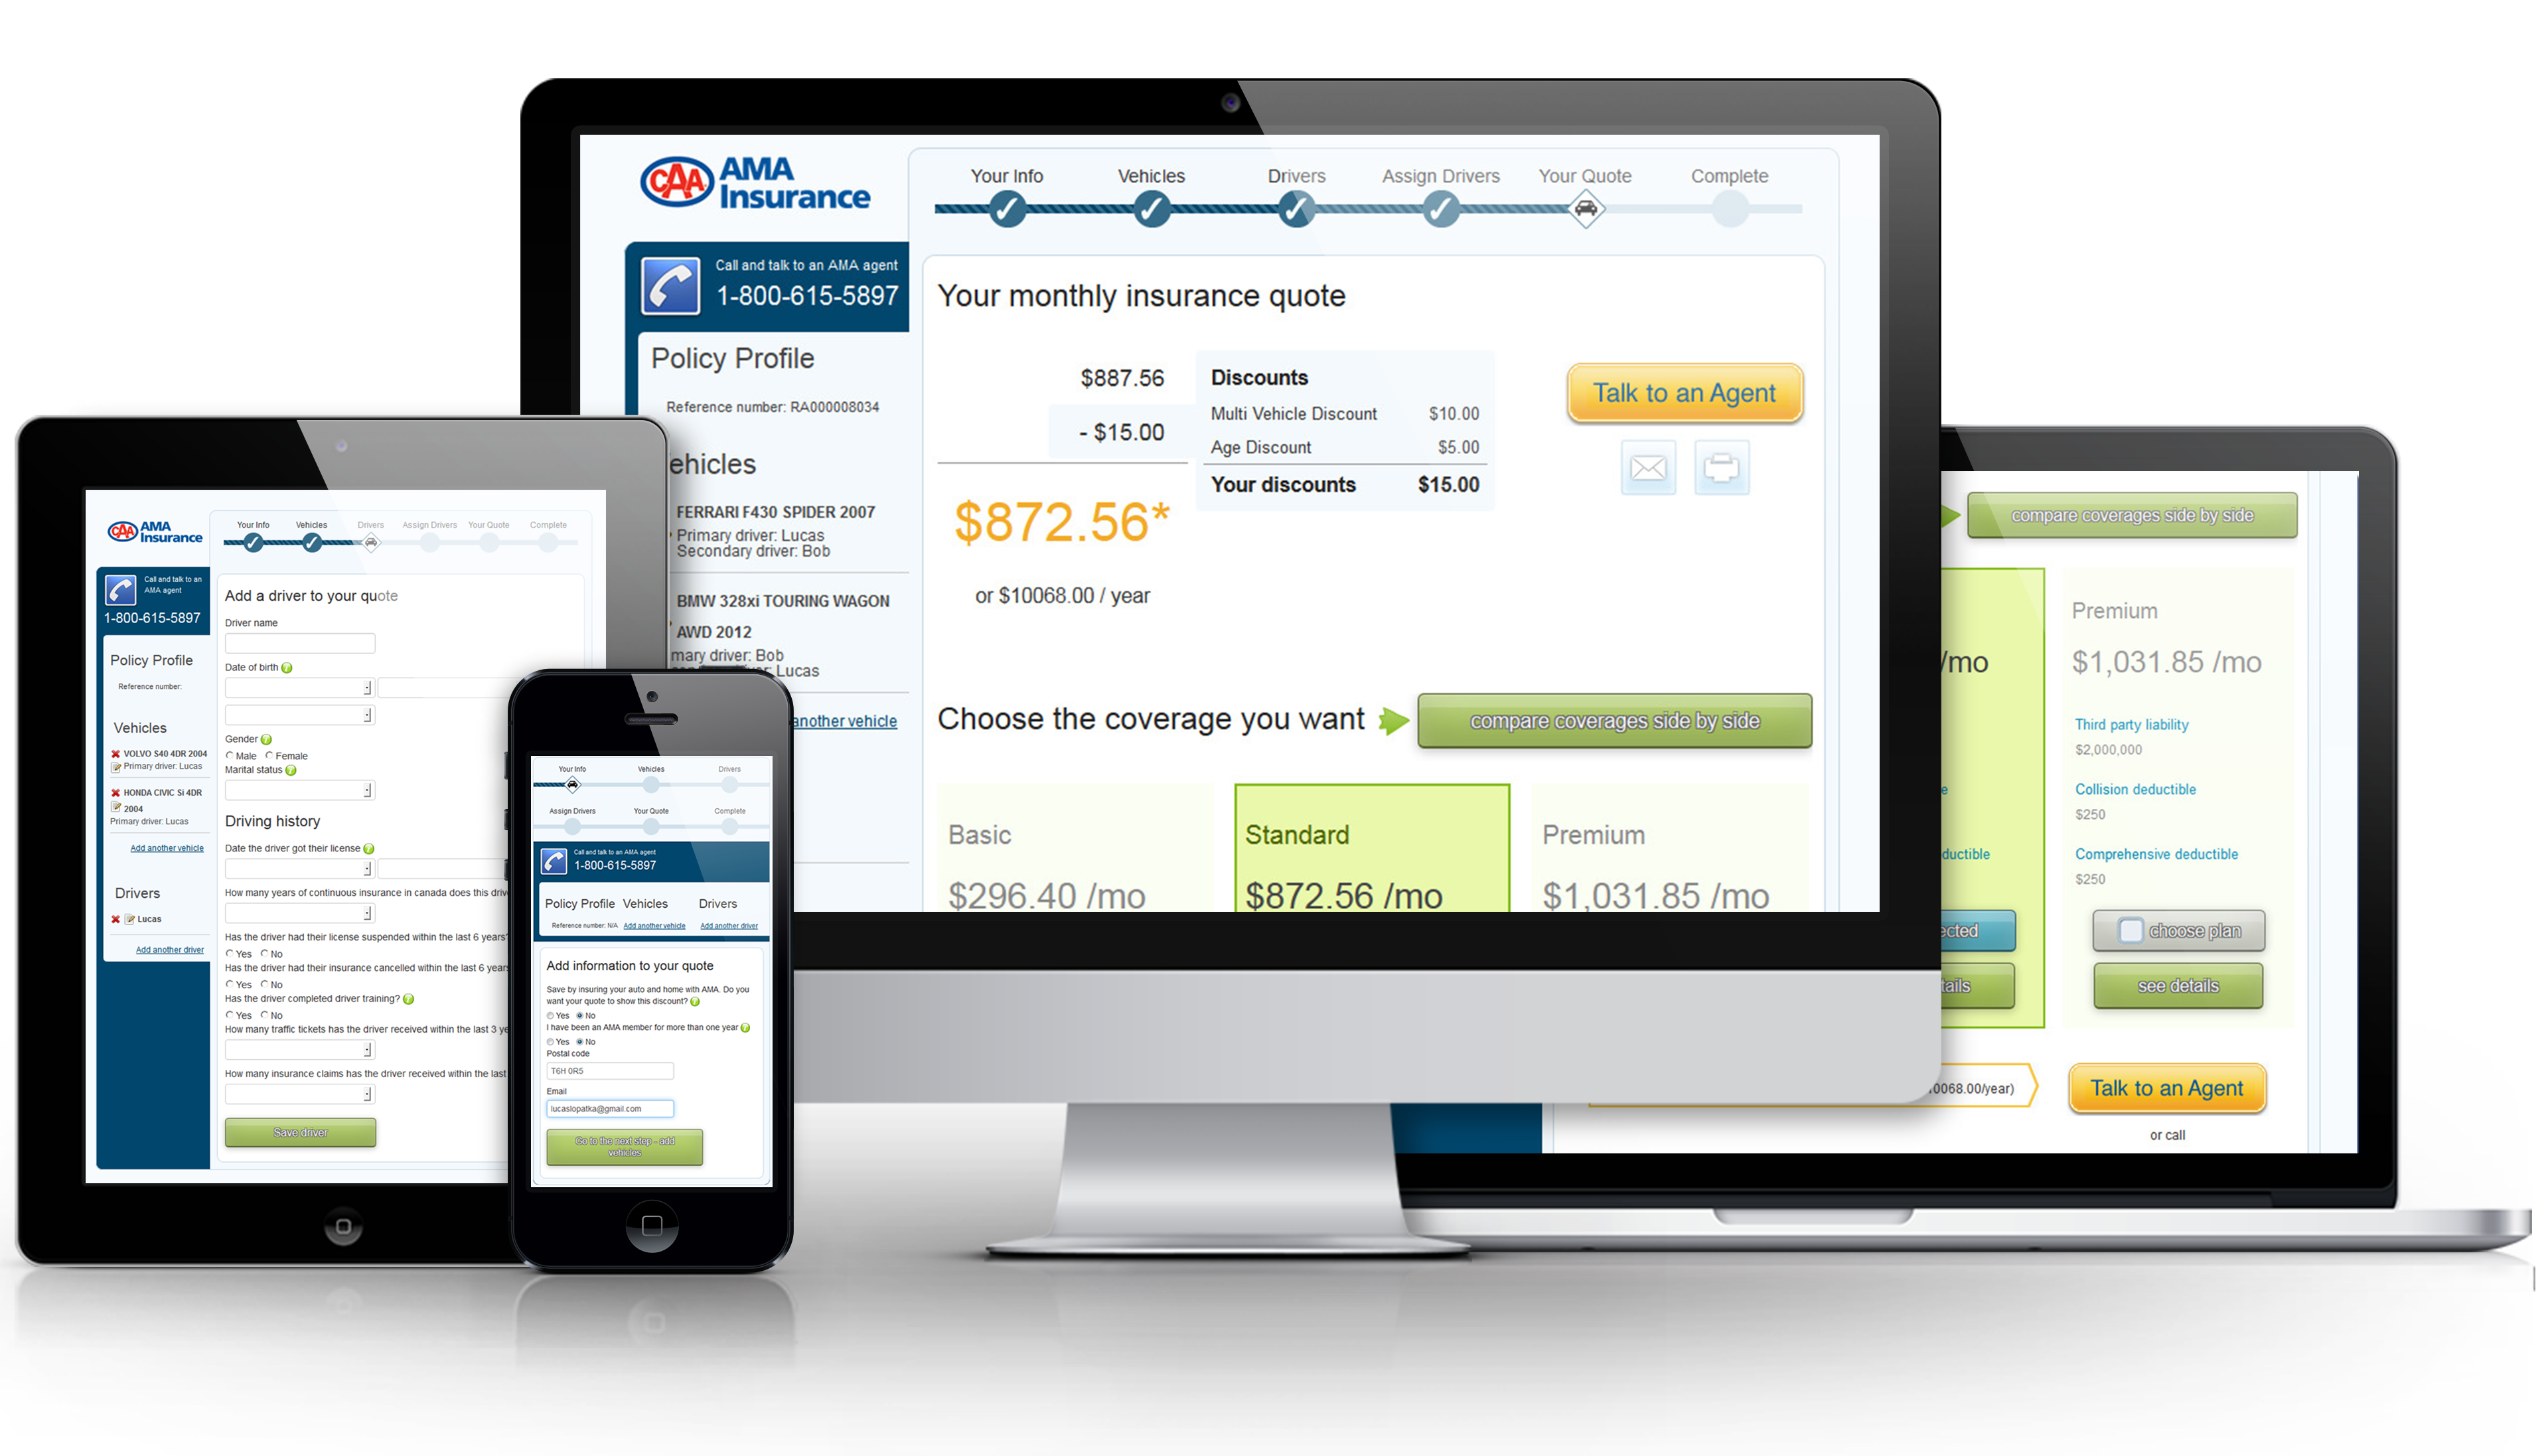 CAA AMA
Insurance
Your Info Vehicles Drivers Assign Drivers Your Quote Complete
Call and talk to an AMA agent
1-800-615-5897
Policy Profile
Reference number: RA000008034
ehicles
FERRARI F430 SPIDER 2007
Primary driver: Lucas
Secondary driver: Bob
BMW 328xi TOURING WAGON
AWD 2012
mary driver: Bob
Lucas
another vehicle
Your monthly insurance quote
$887.56
- $15.00
$872.56*
or $10068.00 / year
Discounts
Multi Vehicle Discount $10.00
Age Discount $5.00
Your discounts $15.00
Talk to an Agent
Choose the coverage you want
compare coverages side by side
Basic
$296.40 /mo
Standard
$872.56 /mo
Premium
$1,031.85 /mo
CAA AMA
Insurance
Your Info Vehicles Drivers Assign Drivers Your Quote Complete
Call and talk to an
AMA agent
1-800-615-5897
Policy Profile
Reference number:
Vehicles
VOLVO S40 4DR 2004
Primary driver: Lucas
HONDA CIVIC Si 4DR
2004
Primary driver: Lucas
Add another vehicle
Drivers
Lucas
Add another driver
Add a driver to your quote
Driver name
Date of birth ?
Gender ?
Male Female
Marital status ?
Driving history
Date the driver got their license ?
How many years of continuous insurance in canada does this driv
Has the driver had their license suspended within the last 6 years?
Yes No
Has the driver had their insurance cancelled within the last 6 years
Yes No
Has the driver completed driver training? ?
Yes No
How many traffic tickets has the driver received within the last 3 ye
How many insurance claims has the driver received within the last
Save driver
Your Info Vehicles Drivers
Assign Drivers Your Quote Complete
Call and talk to an AMA agent
1-800-615-5897
Policy Profile Vehicles Drivers
Reference number: N/A Add another vehicle Add another driver
Add information to your quote
Save by insuring your auto and home with AMA. Do you
want your quote to show this discount? ?
Yes No
I have been an AMA member for more than one year ?
Yes No
Postal code
T6H 0R5
Email
lucaslopatka@gmail.com
Go to the next step - add
vehicles
compare coverages side by side
/mo
e
ductible
ected
tails
Premium
$1,031.85 /mo
Third party liability
$2,000,000
Collision deductible
$250
Comprehensive deductible
$250
choose plan
see details
0068.00/year)
Talk to an Agent
or call